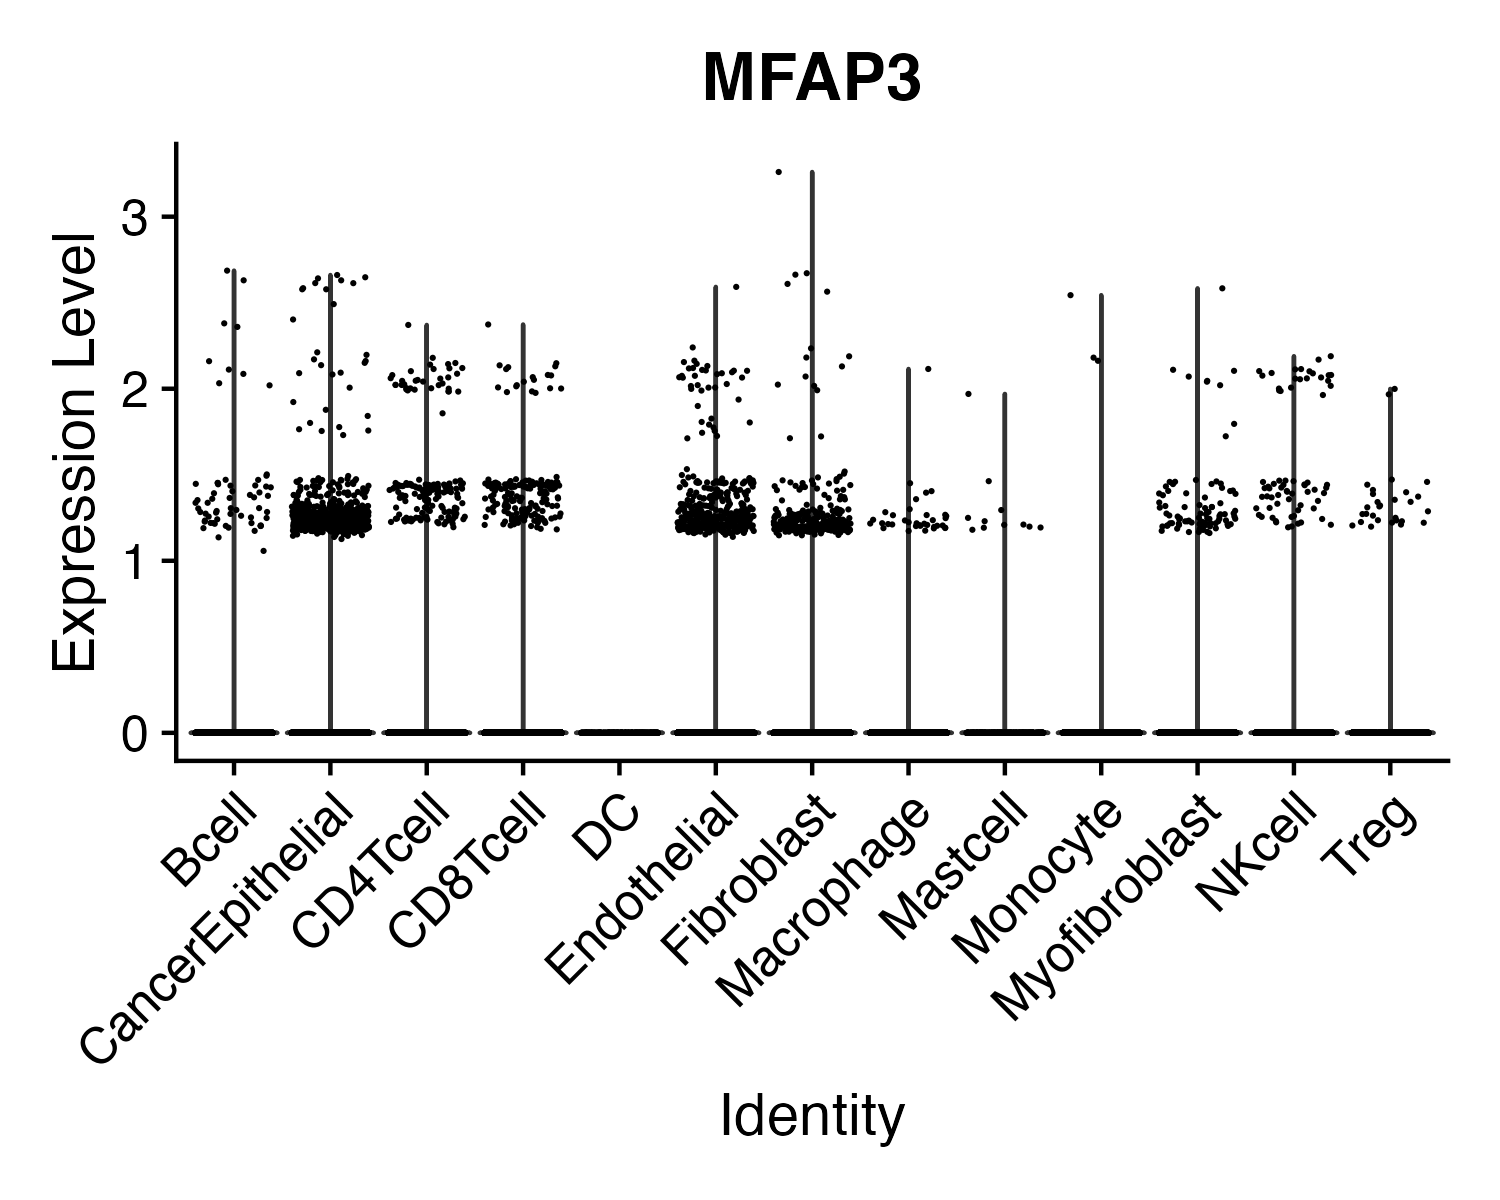 MFAP3
Expression Level
3
2
1
0
Bcell
CancerEpithelial
CD4Tcell
CD8Tcell
DC
Endothelial
Fibroblast
Macrophage
Mastcell
Monocyte
Myofibroblast
NKcell
Treg
Identity